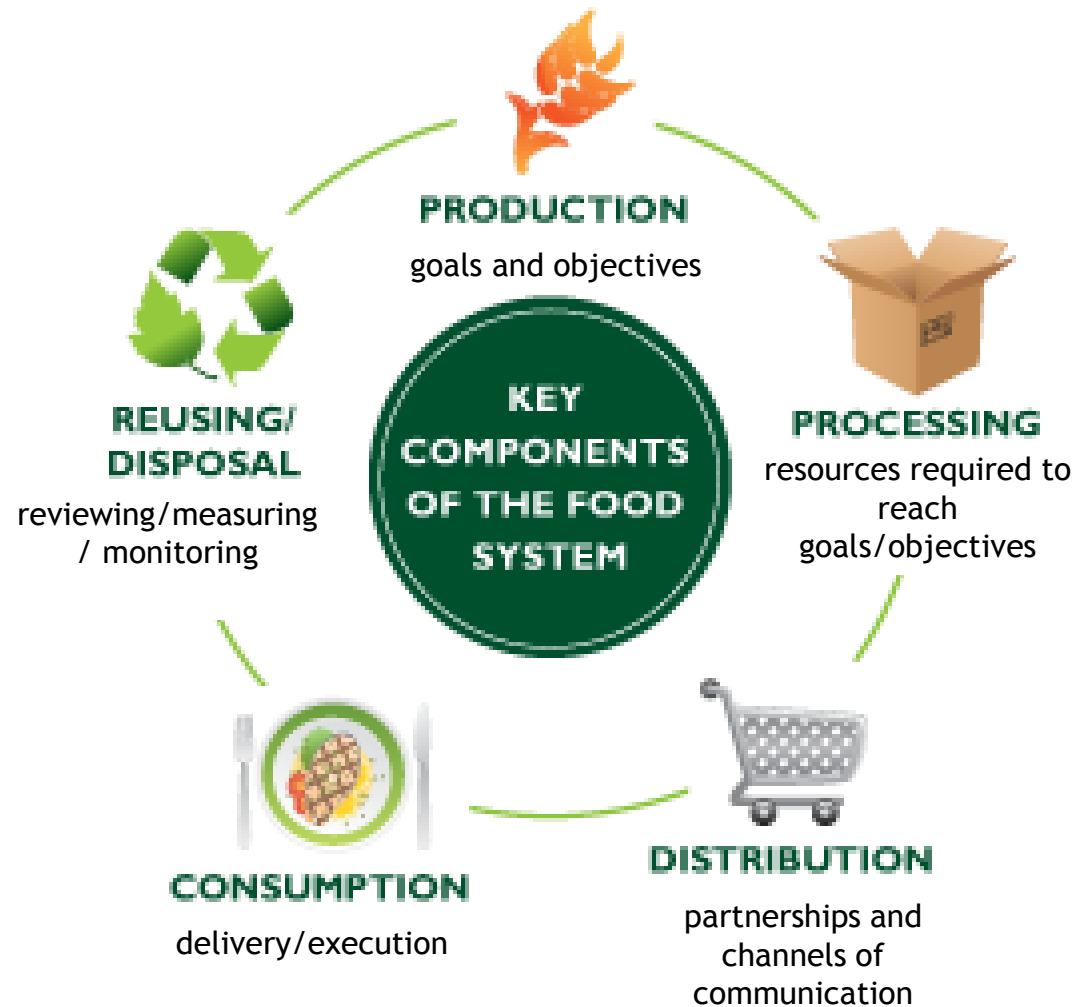 PRODUCTION
goals and objectives
PROCESSING
resources required to
reach
goals/objectives
DISTRIBUTION
partnerships and
channels of
communication
CONSUMPTION
delivery/execution
REUSING/
DISPOSAL
reviewing/measuring
/ monitoring
KEY
COMPONENTS
OF THE FOOD
SYSTEM